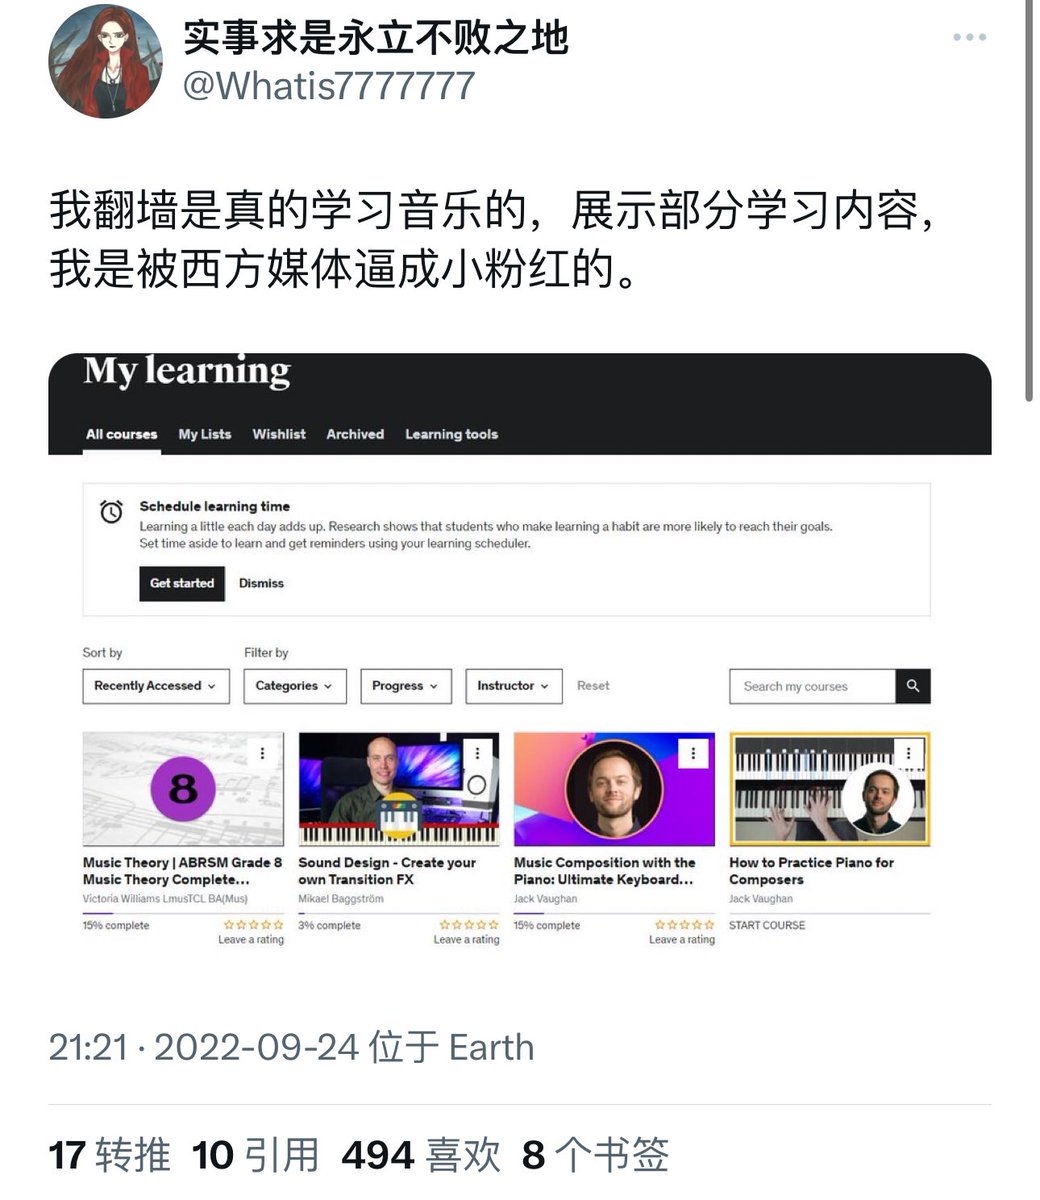 实事求是永立不败之地
@Whatis7777777
我翻墙是真的学习音乐的，展示部分学习内容，
我是被西方媒体逼成小粉红的。
My learning
All courses My Lists Wishlist Archived Learning tools
Schedule learning time
Learning a little each day adds up. Research shows that students who make learning a habit are more likely to reach their goals.
Set time aside to learn and get reminders using your learning scheduler.
Get started Dismiss
Sort by Filter by
Recently Accessed Categories Progress Instructor Reset Search my courses
8
Music Theory | ABRSM Grade 8
Music Theory Complete...
Victoria Williams LmusTCL BA(Mus)
15% complete
Leave a rating
Sound Design - Create your
own Transition FX
Mikael Baggström
3% complete
Leave a rating
Music Composition with the
Piano: Ultimate Keyboard...
Jack Vaughan
15% complete
Leave a rating
How to Practice Piano for
Composers
Jack Vaughan
START COURSE
21:21 · 2022-09-24 位于 Earth
17 转推 10 引用 494 喜欢 8 个书签